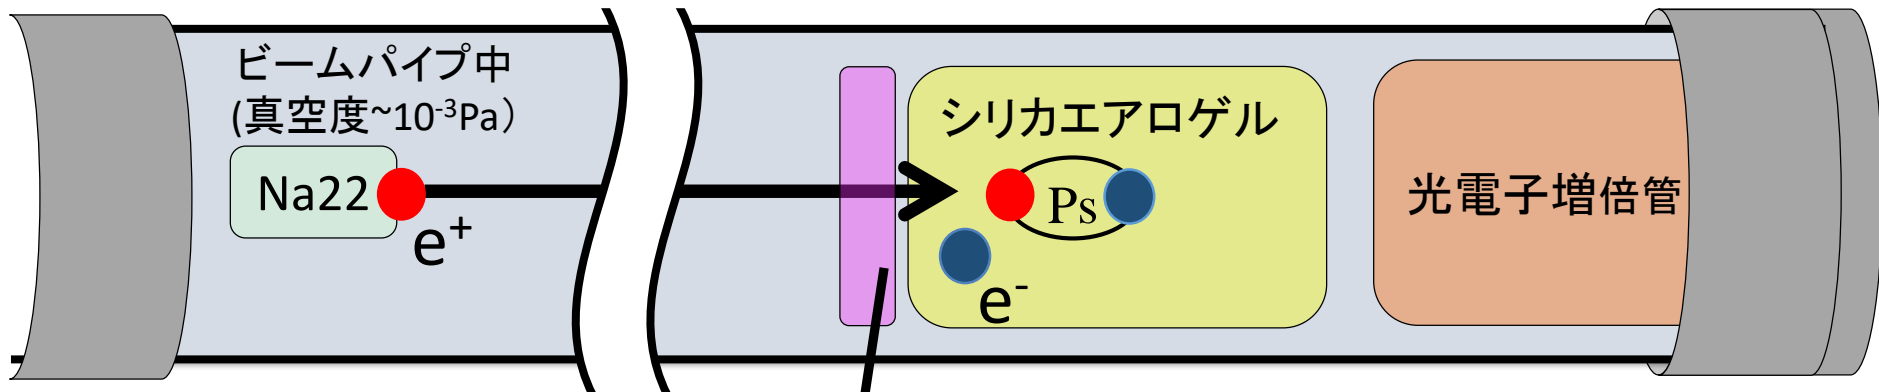 ビームパイプ中
(真空度~10⁻³Pa）
シリカエアロゲル
Na22
Ps
光電子増倍管
e⁺
e⁻